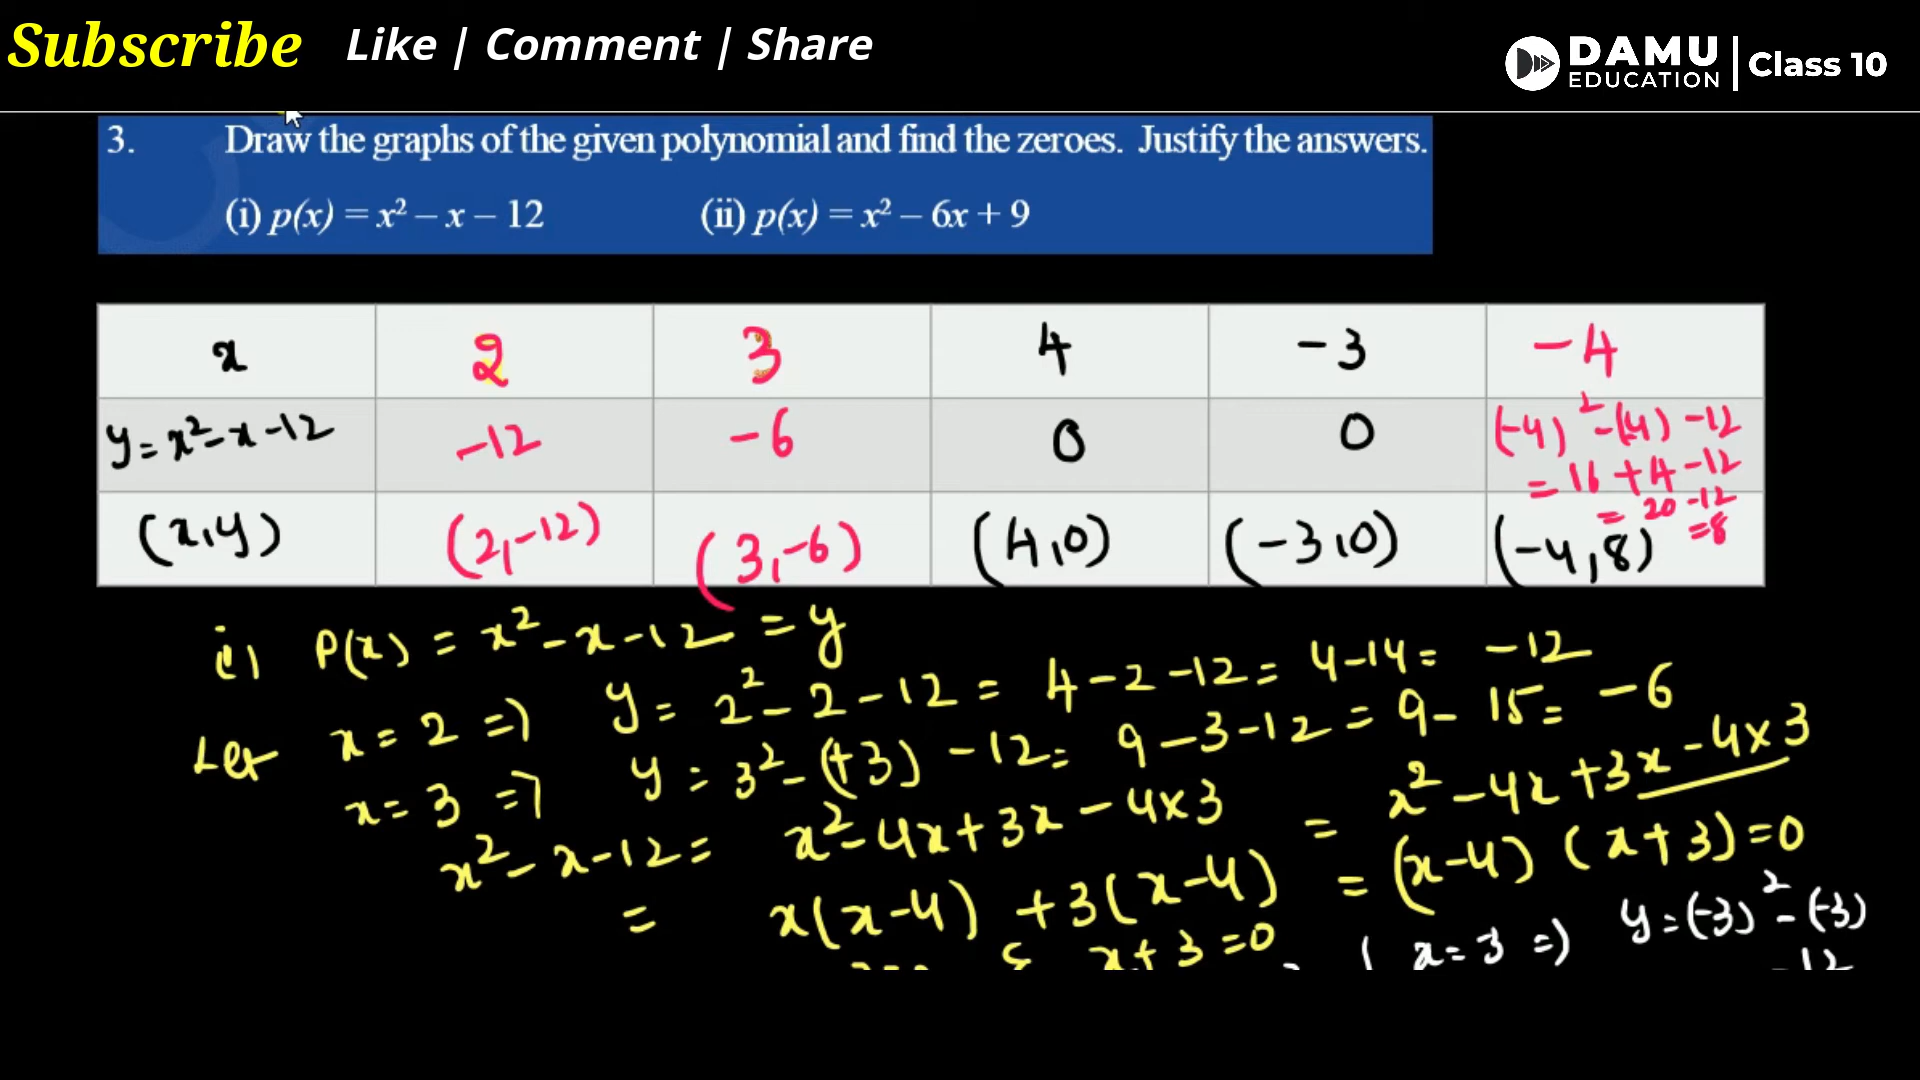 Subscribe Like | Comment | Share
DAMU EDUCATION | Class 10
3. Draw the graphs of the given polynomial and find the zeroes. Justify the answers.
(i) p(x) = x² – x – 12 (ii) p(x) = x² – 6x + 9
x 2 3 4 -3 -4
y = x² - x - 12 -12 -6 0 0 (-4)² - (-4) - 12
= 16 + 4 - 12
= 20 - 12
= 8
(x, y) (2, -12) (3, -6) (4, 0) (-3, 0) (-4, 8)
i) P(x) = x² - x - 12 = y
Let x = 2 => y = 2² - 2 - 12 = 4 - 2 - 12 = 4 - 14 = -12
x = 3 => y = 3² - (+3) - 12 = 9 - 3 - 12 = 9 - 15 = -6
x² - x - 12 = x² - 4x + 3x - 4x3 = x² - 4x + 3x - 4x3
= x(x-4) + 3(x-4) = (x-4) (x+3) = 0
x + 3 = 0
x = -3 => y = (-3)² - (-3)
-12